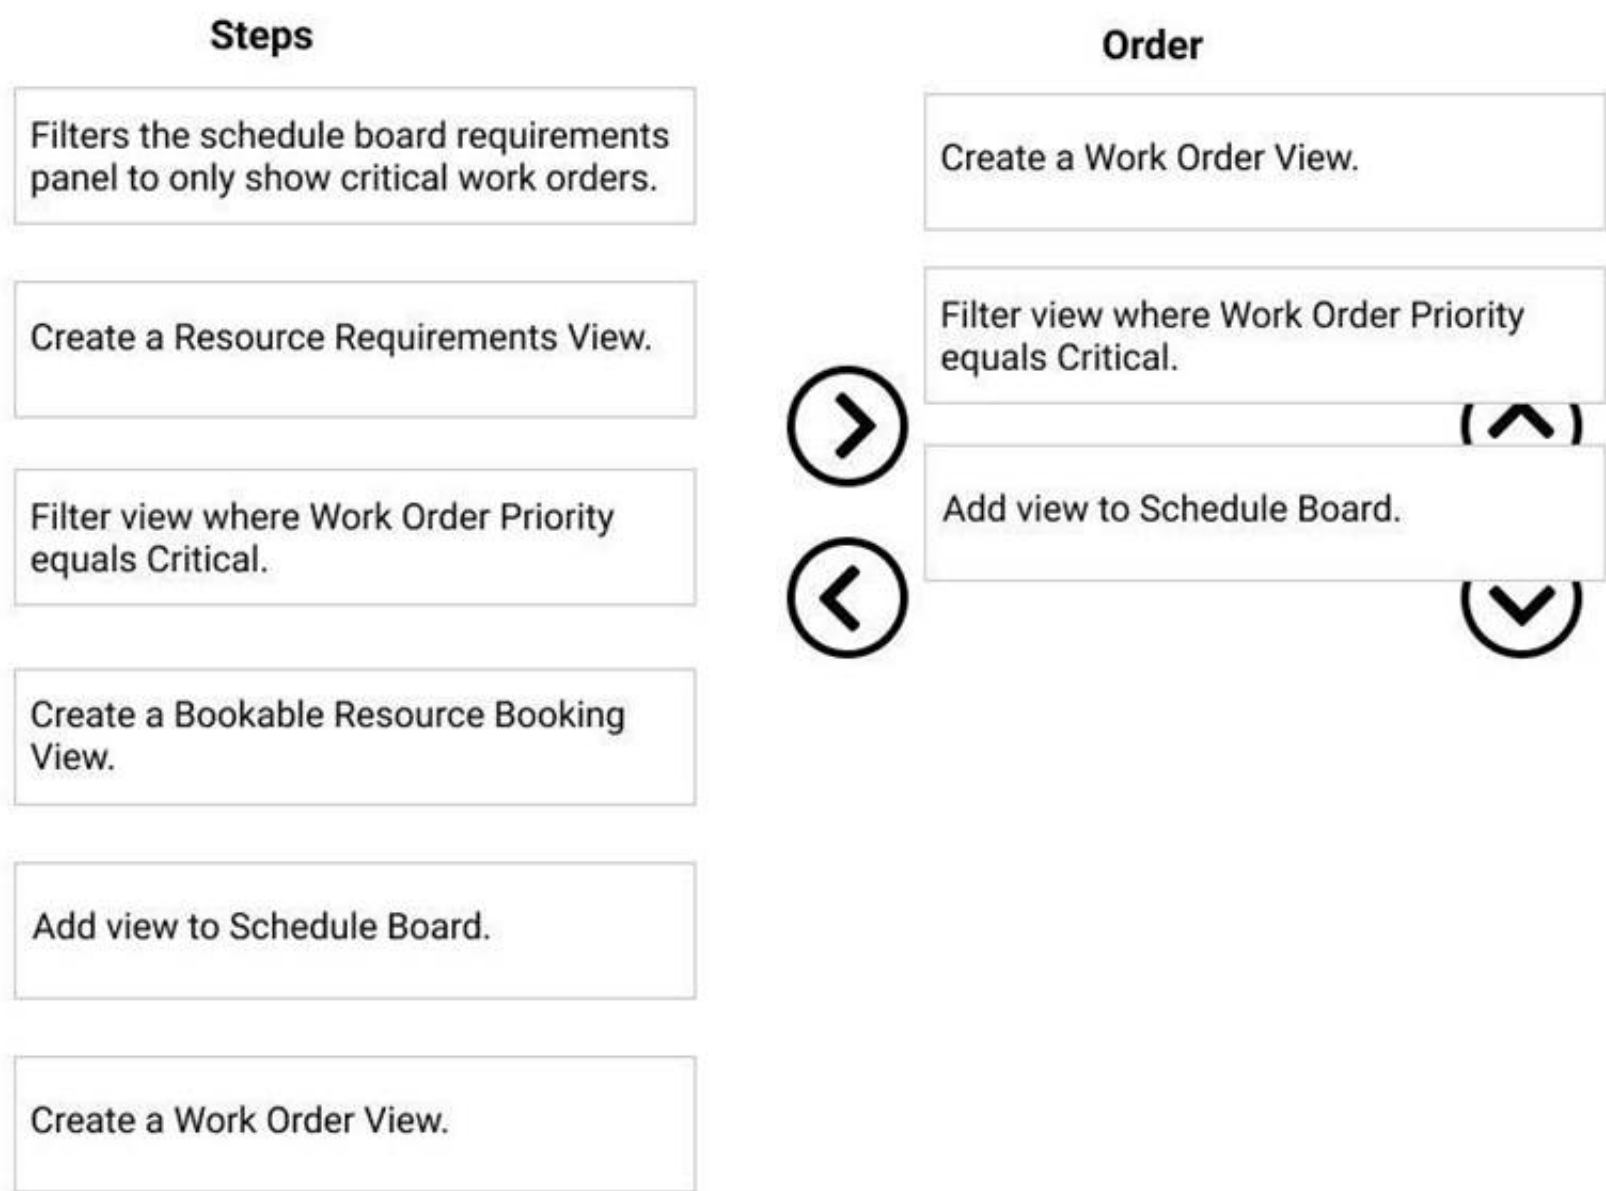 Steps
Filters the schedule board requirements
panel to only show critical work orders.
Create a Resource Requirements View.
Filter view where Work Order Priority
equals Critical.
Create a Bookable Resource Booking
View.
Add view to Schedule Board.
Create a Work Order View.
Order
Create a Work Order View.
Filter view where Work Order Priority
equals Critical.
Add view to Schedule Board.